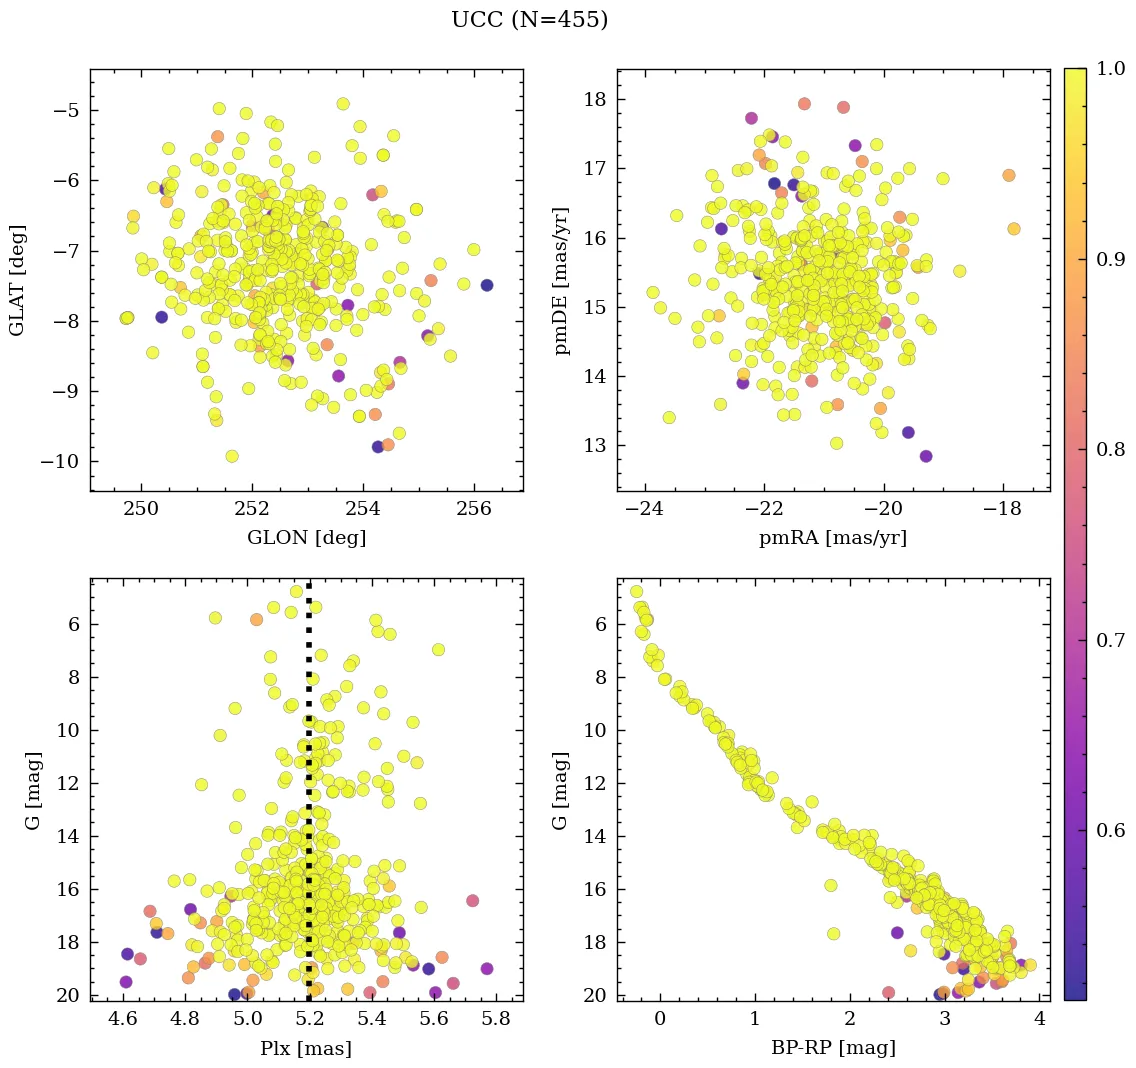 UCC (N=455)
−5
−6
−7
−8
−9
−10
GLAT [deg]
250 252 254 256
GLON [deg]
18
17
16
15
14
13
pmDE [mas/yr]
−24 −22 −20 −18
pmRA [mas/yr]
1.0
0.9
0.8
0.7
0.6
6
8
10
12
14
16
18
20
G [mag]
4.6 4.8 5.0 5.2 5.4 5.6 5.8
Plx [mas]
6
8
10
12
14
16
18
20
G [mag]
0 1 2 3 4
BP-RP [mag]